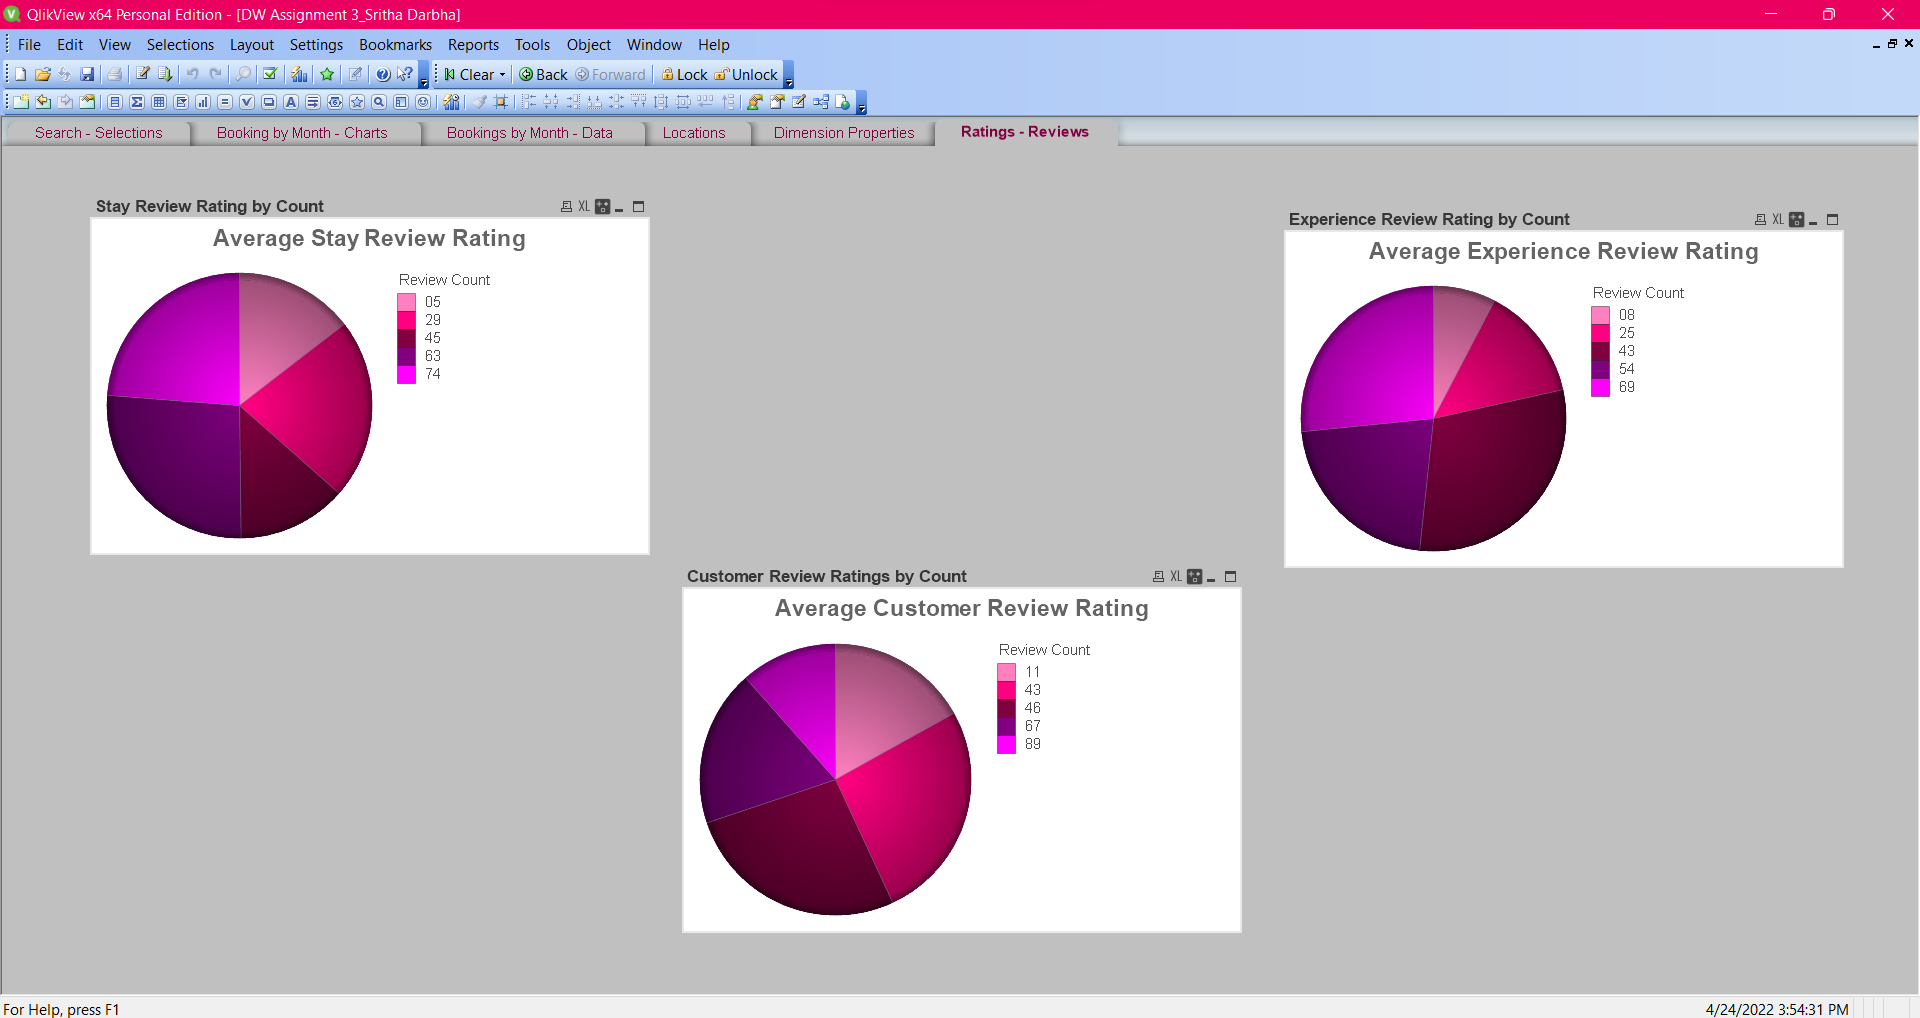 QlikView x64 Personal Edition - [DW Assignment 3_Sritha Darbha]
File Edit View Selections Layout Settings Bookmarks Reports Tools Object Window Help
Clear Back Forward Lock Unlock
Search - Selections Booking by Month - Charts Bookings by Month - Data Locations Dimension Properties Ratings - Reviews
Stay Review Rating by Count XL
Average Stay Review Rating
Review Count
05
29
45
63
74
Experience Review Rating by Count XL
Average Experience Review Rating
Review Count
08
25
43
54
69
Customer Review Ratings by Count XL
Average Customer Review Rating
Review Count
11
43
46
67
89
For Help, press F1 4/24/2022 3:54:31 PM